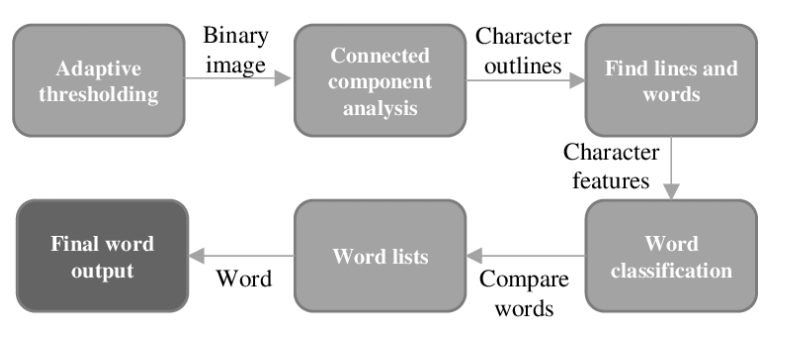 Adaptive
thresholding
Binary
image
Connected
component
analysis
Character
outlines
Find lines and
words
Character
features
Word
classification
Compare
words
Word lists
Word
Final word
output